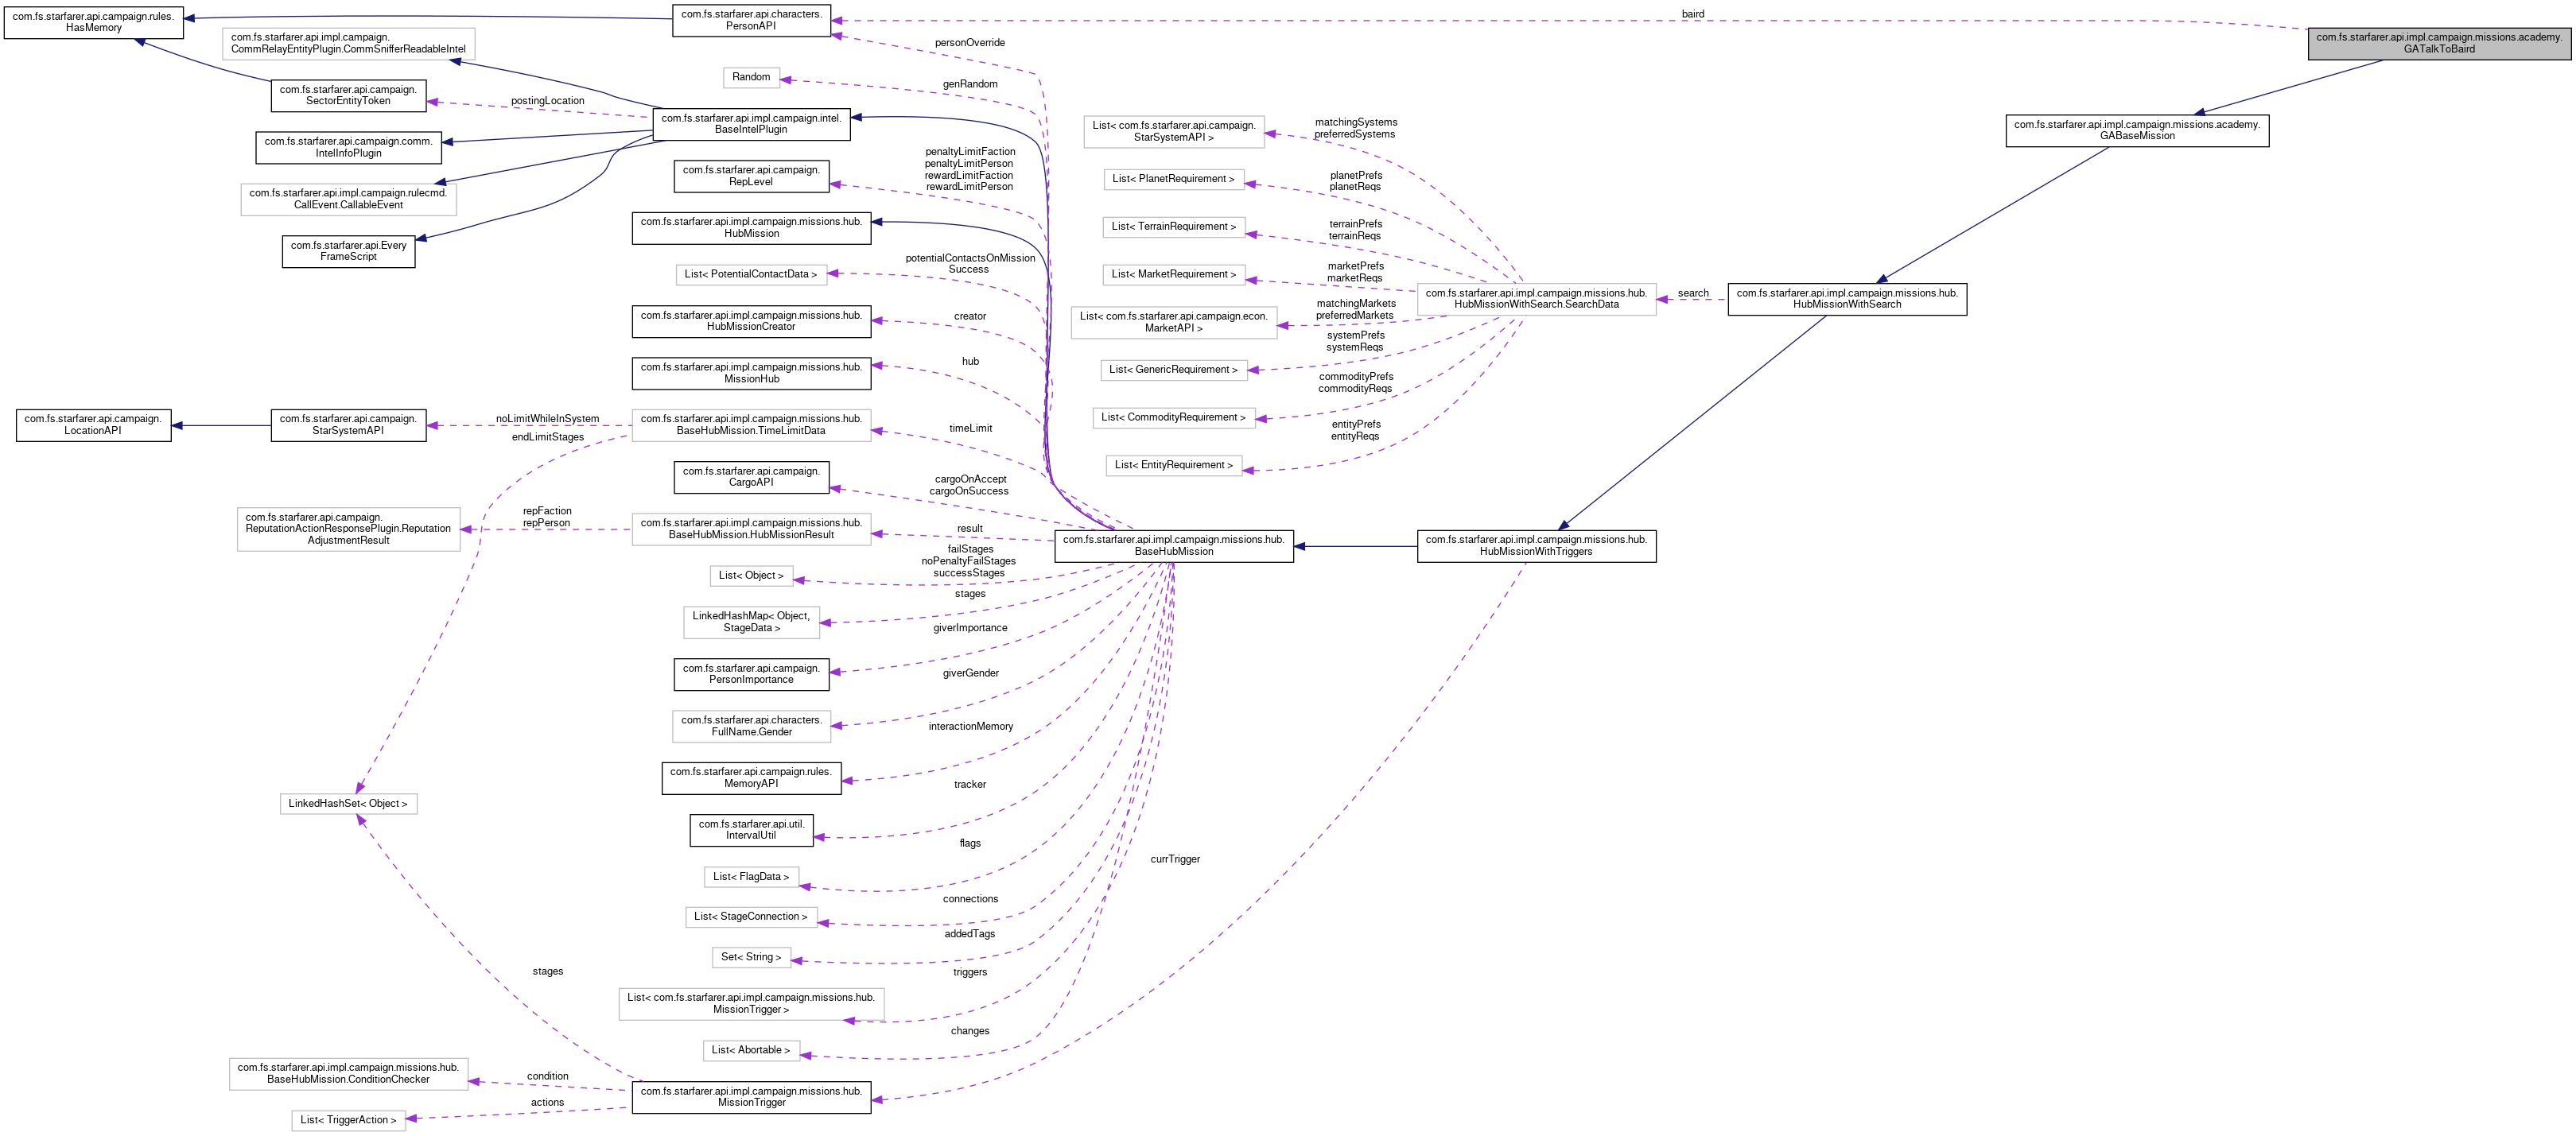 com.fs.starfarer.api.campaign.rules.
HasMemory
com.fs.starfarer.api.impl.campaign.
CommRelayEntityPlugin.CommSnifferReadableIntel
com.fs.starfarer.api.campaign.
SectorEntityToken
com.fs.starfarer.api.impl.campaign.comm.
IntelInfoPlugin
com.fs.starfarer.api.impl.campaign.rulecmd.
CallEvent.CallableEvent
com.fs.starfarer.api.Every
FrameScript
com.fs.starfarer.api.campaign.
LocationAPI
com.fs.starfarer.api.campaign.
StarSystemAPI
com.fs.starfarer.api.campaign.
ReputationActionResponsePlugin.Reputation
AdjustmentResult
LinkedHashSet< Object >
com.fs.starfarer.api.impl.campaign.missions.hub.
BaseHubMission.ConditionChecker
List< TriggerAction >
postingLocation
noLimitWhileInSystem
endLimitStages
repFaction
repPerson
stages
condition
actions
com.fs.starfarer.api.characters.
PersonAPI
Random
com.fs.starfarer.api.impl.campaign.intel.
BaseIntelPlugin
com.fs.starfarer.api.campaign.
RepLevel
com.fs.starfarer.api.impl.campaign.missions.hub.
HubMission
List< PotentialContactData >
com.fs.starfarer.api.impl.campaign.missions.hub.
HubMissionCreator
com.fs.starfarer.api.impl.campaign.missions.hub.
MissionHub
com.fs.starfarer.api.impl.campaign.missions.hub.
BaseHubMission.TimeLimitData
com.fs.starfarer.api.campaign.
CargoAPI
com.fs.starfarer.api.impl.campaign.missions.hub.
BaseHubMission.HubMissionResult
List< Object >
LinkedHashMap< Object,
StageData >
com.fs.starfarer.api.campaign.
PersonImportance
com.fs.starfarer.api.characters.
FullName.Gender
com.fs.starfarer.api.campaign.rules.
MemoryAPI
com.fs.starfarer.api.util.
IntervalUtil
List< FlagData >
List< StageConnection >
Set< String >
List< com.fs.starfarer.api.impl.campaign.missions.hub.
MissionTrigger >
List< Abortable >
com.fs.starfarer.api.impl.campaign.missions.hub.
MissionTrigger
personOverride
genRandom
penaltyLimitFaction
penaltyLimitPerson
rewardLimitFaction
rewardLimitPerson
potentialContactsOnMission
Success
creator
hub
timeLimit
cargoOnAccept
cargoOnSuccess
result
failStages
noPenaltyFailStages
successStages
stages
giverImportance
giverGender
interactionMemory
tracker
flags
connections
addedTags
triggers
changes
List< com.fs.starfarer.api.campaign.
StarSystemAPI >
List< PlanetRequirement >
List< TerrainRequirement >
List< MarketRequirement >
List< com.fs.starfarer.api.campaign.econ.
MarketAPI >
List< GenericRequirement >
List< CommodityRequirement >
List< EntityRequirement >
com.fs.starfarer.api.impl.campaign.missions.hub.
BaseHubMission
currTrigger
matchingSystems
preferredSystems
planetPrefs
planetReqs
terrainPrefs
terrainReqs
marketPrefs
marketReqs
matchingMarkets
preferredMarkets
systemPrefs
systemReqs
commodityPrefs
commodityReqs
entityPrefs
entityReqs
com.fs.starfarer.api.impl.campaign.missions.hub.
HubMissionWithSearch.SearchData
com.fs.starfarer.api.impl.campaign.missions.hub.
HubMissionWithTriggers
search
baird
com.fs.starfarer.api.impl.campaign.missions.hub.
HubMissionWithSearch
com.fs.starfarer.api.impl.campaign.missions.academy.
GABaseMission
com.fs.starfarer.api.impl.campaign.missions.academy.
GATalkToBaird